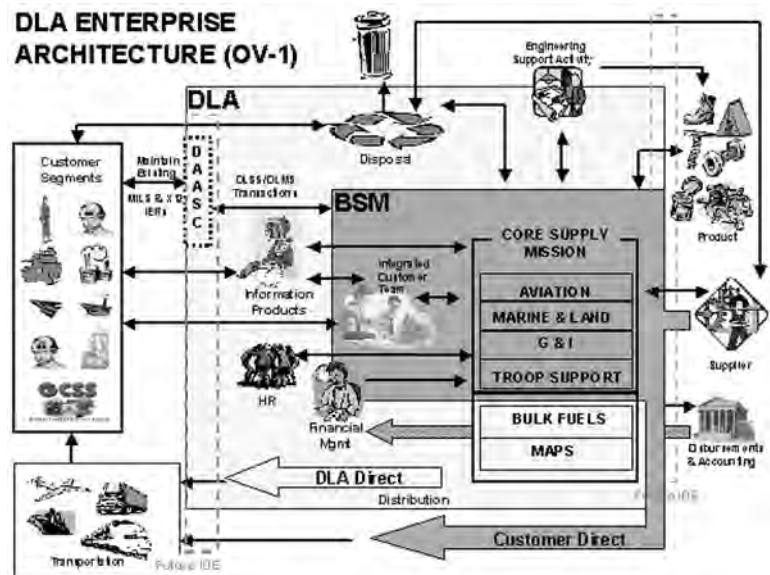 DLA ENTERPRISE
ARCHITECTURE (OV-1)
Engineering
Support Activity
DLA
Disposal
Customer
Segments
Maintain
Existing
MILS & X12
IERs
DAASC
DLSS/DLMS
Transactions
BSM
Product
CORE SUPPLY
MISSION
Integrated
Customer
Team
Information
Products
AVIATION
MARINE & LAND
G & I
TROOP SUPPORT
Supplier
HR
GCSS
Financial
Mgmt
BULK FUELS
MAPS
Disbursements
& Accounting
DLA Direct
Distribution
Future IDE
Customer Direct
Transportation
Future IDE